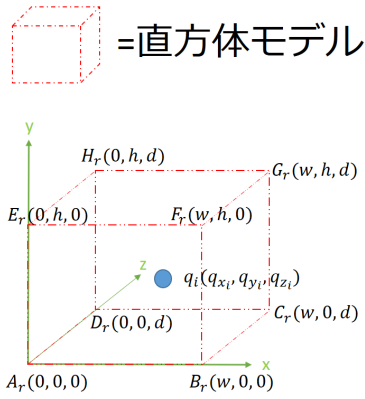 =直方体モデル
y
H_r(0, h, d)
G_r(w, h, d)
E_r(0, h, 0)
F_r(w, h, 0)
z
q_i(q_{x_i}, q_{y_i}, q_{z_i})
D_r(0, 0, d)
C_r(w, 0, d)
x
A_r(0, 0, 0)
B_r(w, 0, 0)